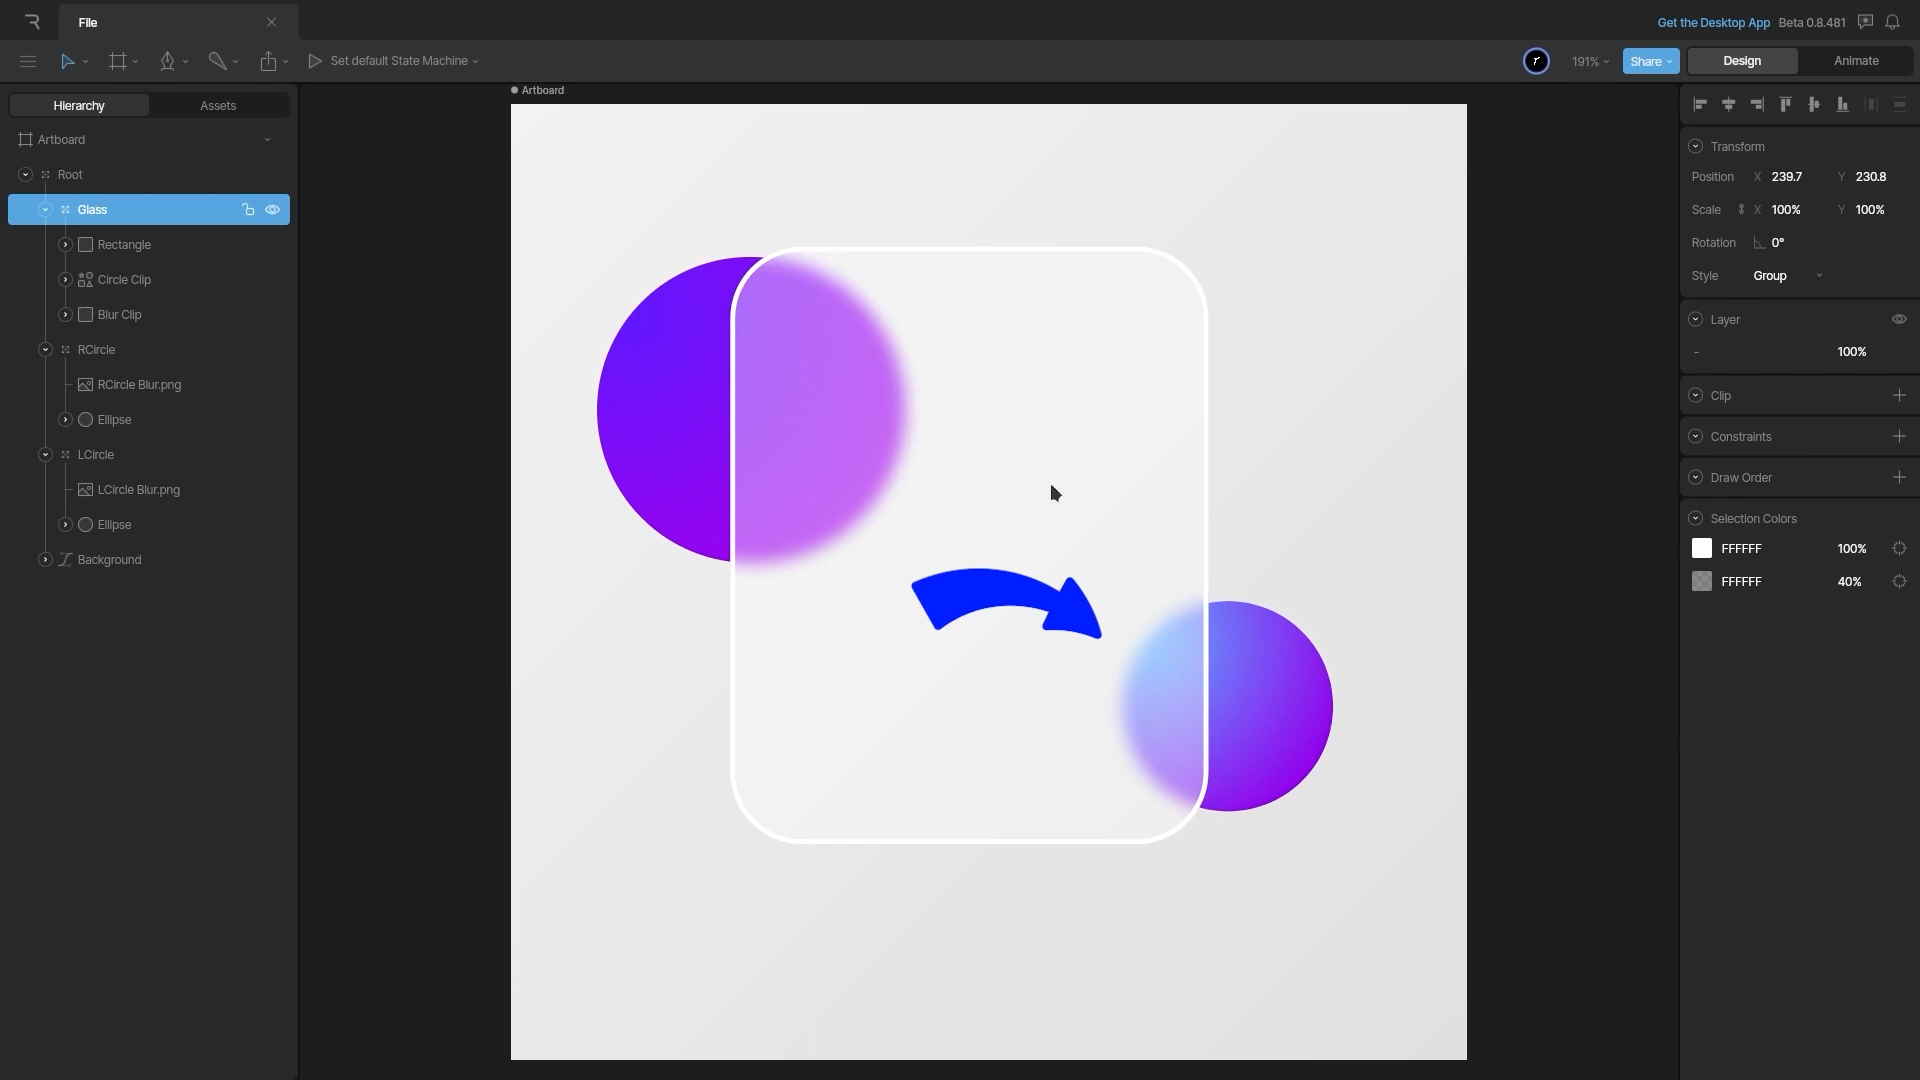 File
Get the Desktop App Beta 0.8.481
Set default State Machine
191% Share Design Animate
Hierarchy Assets
Artboard
Artboard
Root
Glass
Rectangle
Circle Clip
Blur Clip
RCircle
RCircle Blur.png
Ellipse
LCircle
LCircle Blur.png
Ellipse
Background
Transform
Position X 239.7 Y 230.8
Scale X 100% Y 100%
Rotation 0°
Style Group
Layer
- 100%
Clip
Constraints
Draw Order
Selection Colors
FFFFFF 100%
FFFFFF 40%